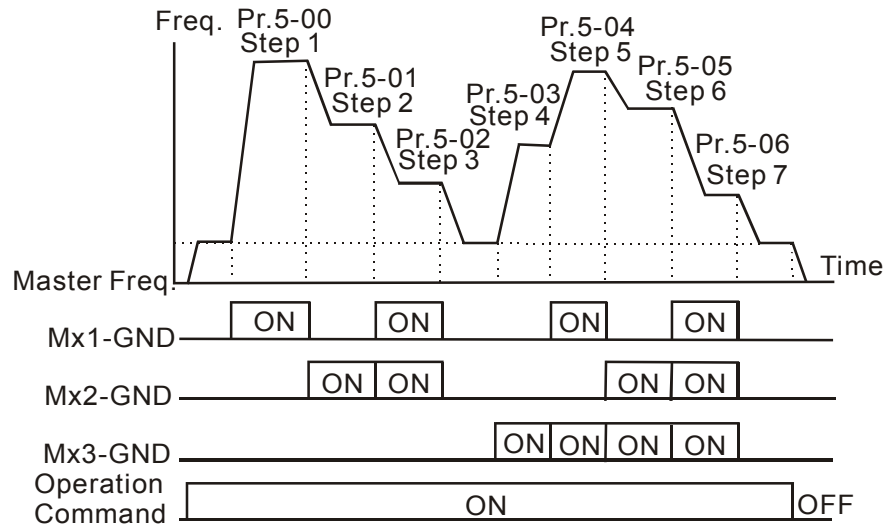 Freq.
Pr.5-00
Step 1
Pr.5-01
Step 2
Pr.5-02
Step 3
Pr.5-03
Step 4
Pr.5-04
Step 5
Pr.5-05
Step 6
Pr.5-06
Step 7
Master Freq.
Time
Mx1-GND ON ON ON ON
Mx2-GND ON ON ON ON
Mx3-GND ON ON ON ON
Operation
Command ON OFF